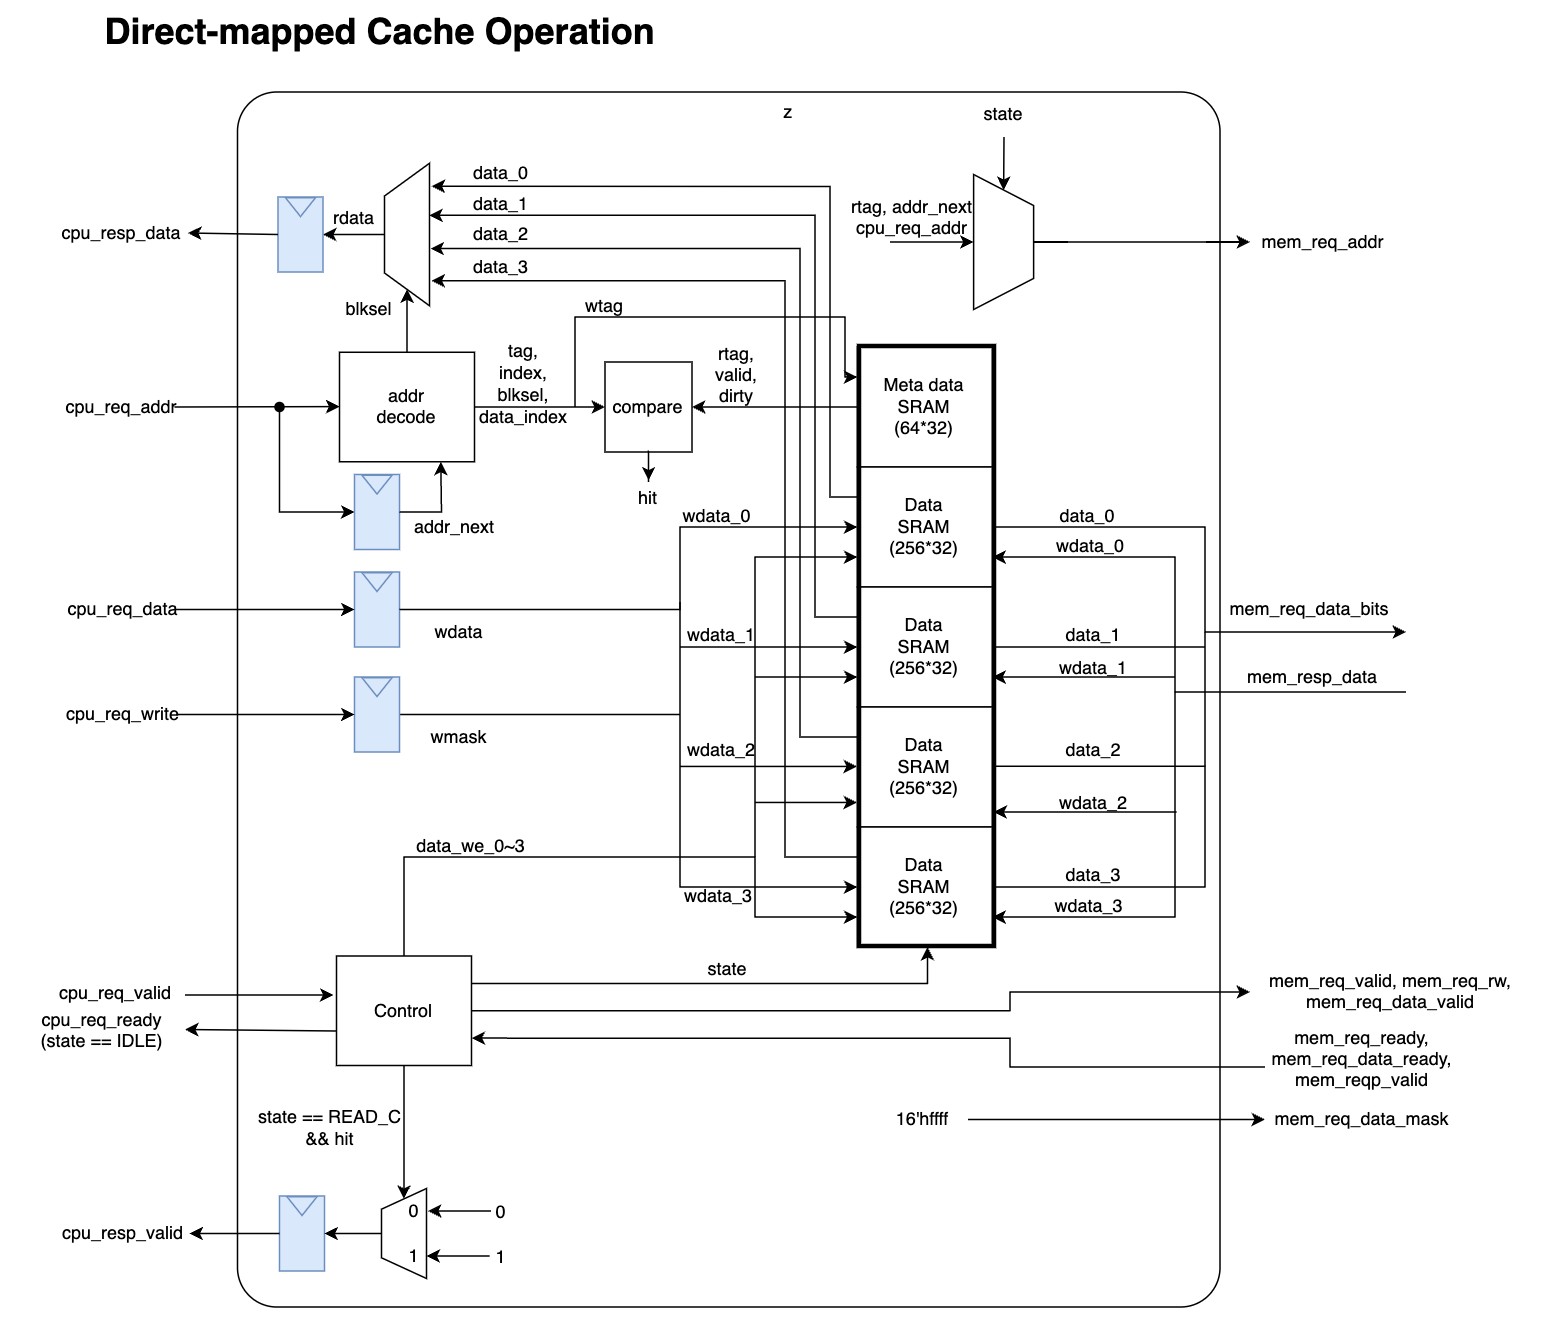 Direct-mapped Cache Operation
z
state
data_0
data_1
data_2
data_3
rdata
cpu_resp_data
rtag, addr_next
cpu_req_addr
mem_req_addr
blksel
wtag
tag,
index,
blksel,
data_index
rtag,
valid,
dirty
cpu_req_addr
addr
decode
compare
Meta data
SRAM
(64*32)
hit
addr_next
wdata_0
Data
SRAM
(256*32)
data_0
wdata_0
cpu_req_data
wdata
wdata_1
Data
SRAM
(256*32)
data_1
wdata_1
mem_req_data_bits
mem_resp_data
cpu_req_write
wmask
wdata_2
Data
SRAM
(256*32)
data_2
wdata_2
data_we_0~3
wdata_3
Data
SRAM
(256*32)
data_3
wdata_3
state
cpu_req_valid
cpu_req_ready
(state == IDLE)
Control
mem_req_valid, mem_req_rw,
mem_req_data_valid
mem_req_ready,
mem_req_data_ready,
mem_reqp_valid
state == READ_C
&& hit
16'hffff
mem_req_data_mask
cpu_resp_valid
0
0
1
1